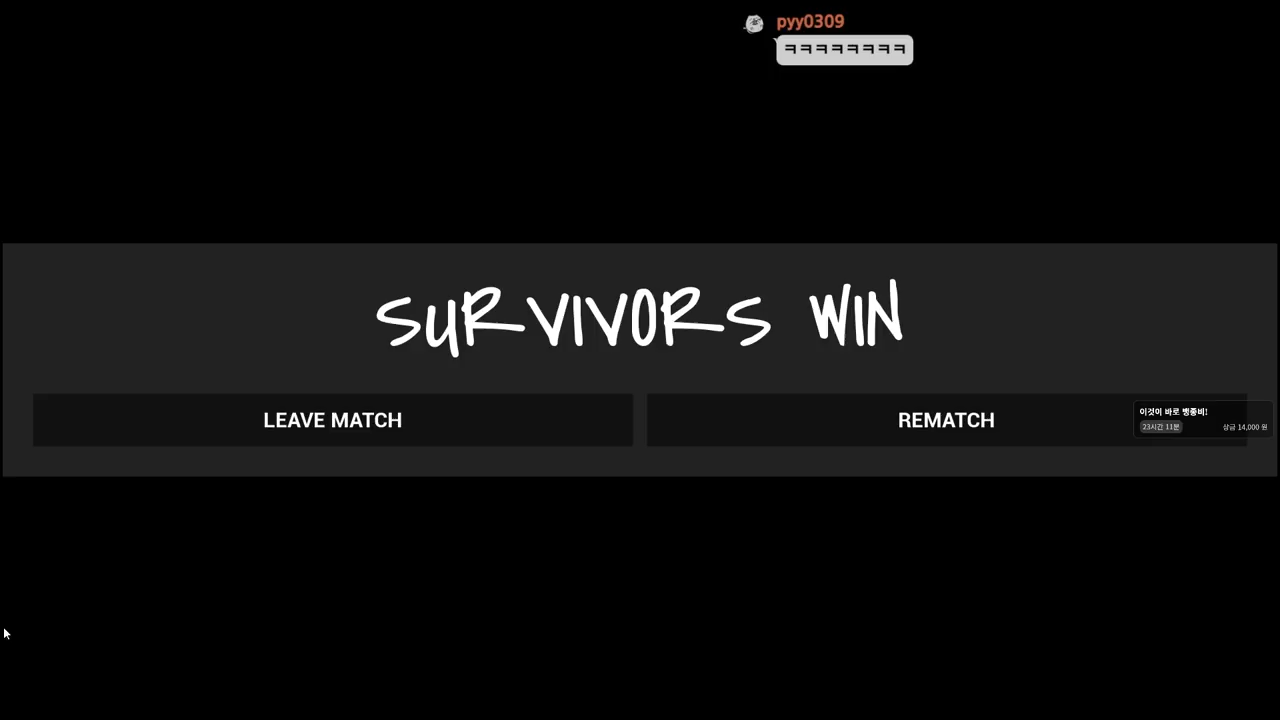 pyy0309
ㅋㅋㅋㅋㅋㅋㅋㅋ
SURVIVORS WIN
LEAVE MATCH
REMATCH
이것이 바로 뱅종비!
23시간 11분
상금 14,000 원